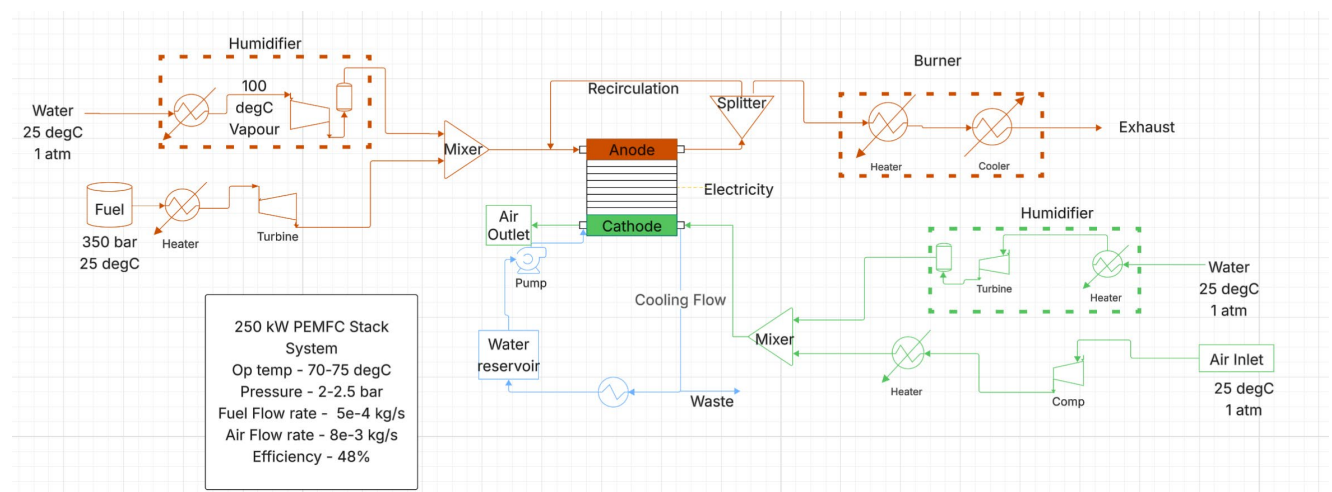 Humidifier
Water
25 degC
1 atm
100
degC
Vapour
Fuel
350 bar
25 degC
Heater
Turbine
Mixer
Recirculation
Splitter
Burner
Heater
Cooler
Exhaust
Anode
Electricity
Cathode
Air
Outlet
Pump
Cooling Flow
Water
reservoir
Waste
Humidifier
Turbine
Heater
Water
25 degC
1 atm
Mixer
Heater
Comp
Air Inlet
25 degC
1 atm
250 kW PEMFC Stack
System
Op temp - 70-75 degC
Pressure - 2-2.5 bar
Fuel Flow rate - 5e-4 kg/s
Air Flow rate - 8e-3 kg/s
Efficiency - 48%